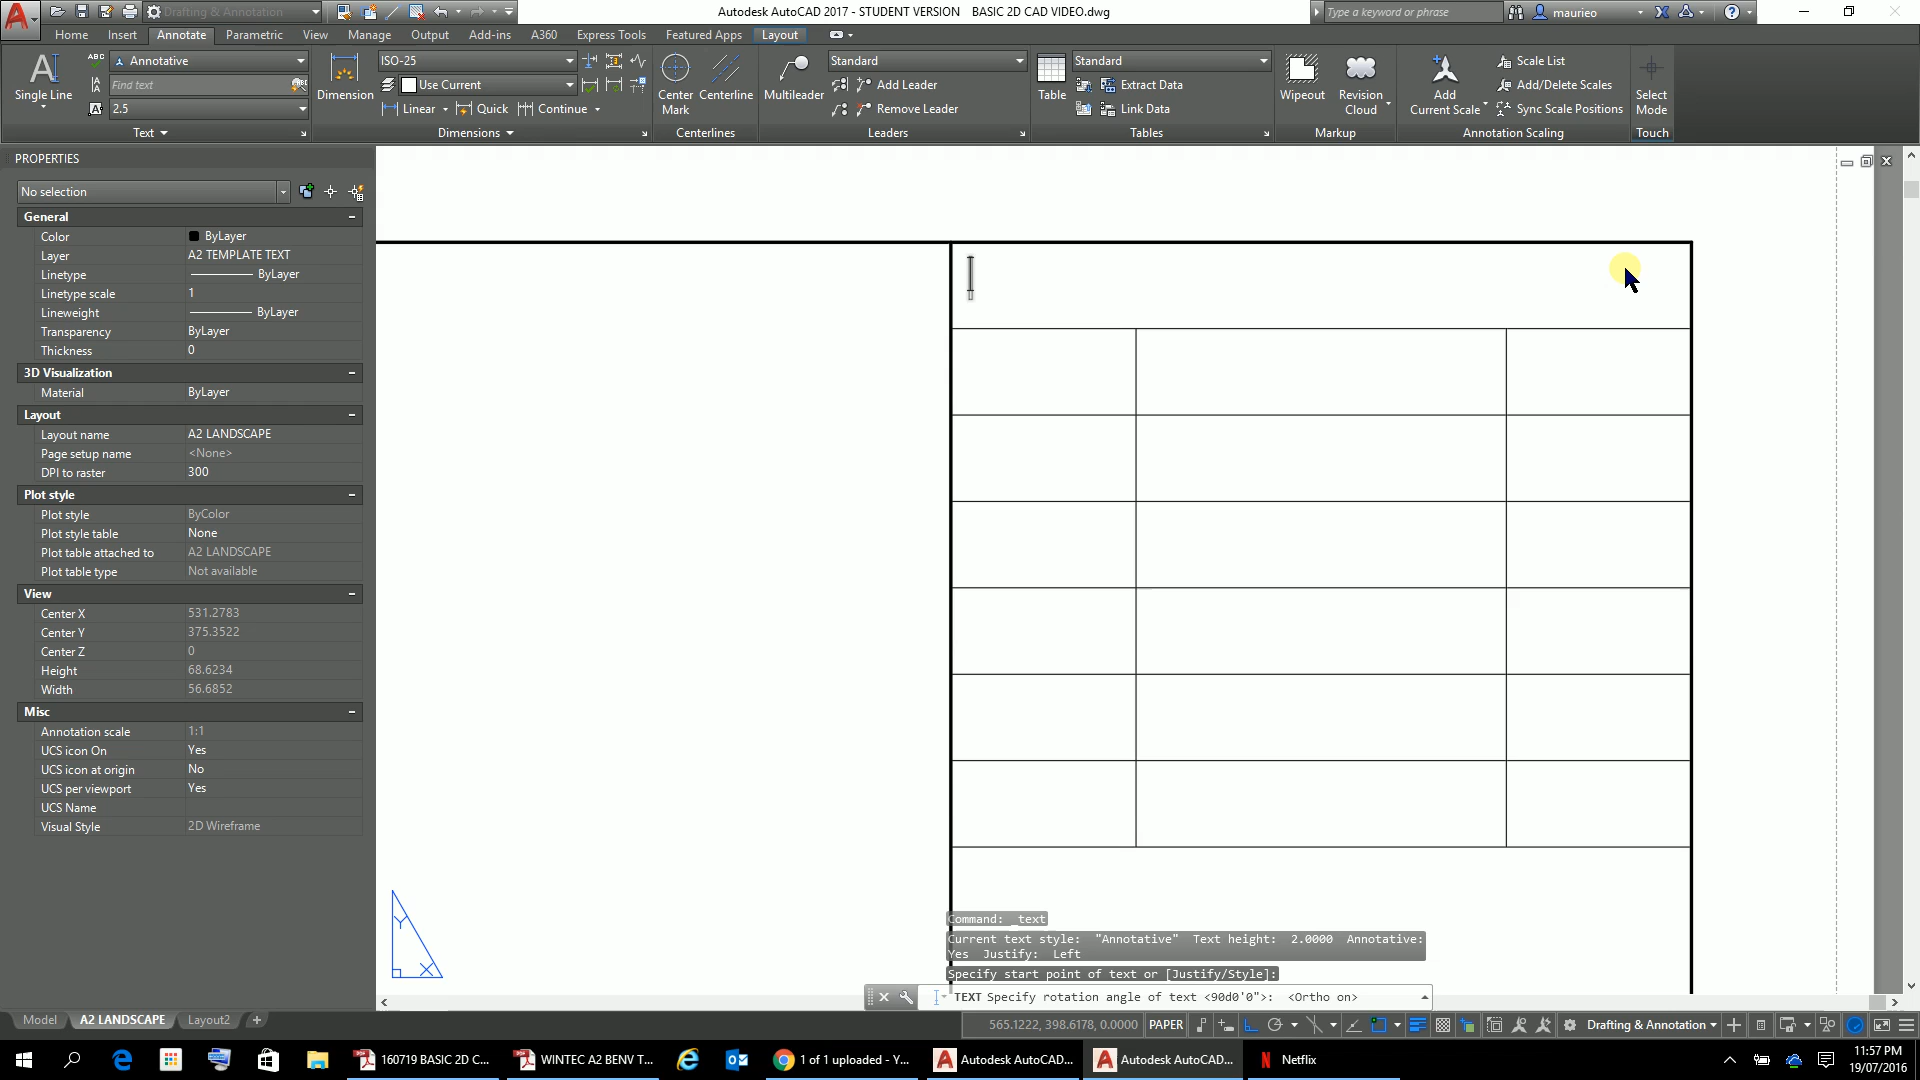 Drafting & Annotation
Autodesk AutoCAD 2017 - STUDENT VERSION BASIC 2D CAD VIDEO.dwg
Type a keyword or phrase
maurieo
Home Insert Annotate Parametric View Manage Output Add-ins A360 Express Tools Featured Apps Layout
Single Line
Annotative
Find text
2.5
Text
Dimension
ISO-25
Use Current
Linear Quick Continue
Dimensions
Center Mark
Centerline
Centerlines
Multileader
Standard
Add Leader
Remove Leader
Leaders
Table
Standard
Extract Data
Link Data
Tables
Wipeout
Revision Cloud
Markup
Add Current Scale
Scale List
Add/Delete Scales
Sync Scale Positions
Annotation Scaling
Select Mode
Touch
PROPERTIES
No selection
General
Color ByLayer
Layer A2 TEMPLATE TEXT
Linetype ByLayer
Linetype scale 1
Lineweight ByLayer
Transparency ByLayer
Thickness 0
3D Visualization
Material ByLayer
Layout
Layout name A2 LANDSCAPE
Page setup name <None>
DPI to raster 300
Plot style
Plot style ByColor
Plot style table None
Plot table attached to A2 LANDSCAPE
Plot table type Not available
View
Center X 531.2783
Center Y 375.3522
Center Z 0
Height 68.6234
Width 56.6852
Misc
Annotation scale 1:1
UCS icon On Yes
UCS icon at origin No
UCS per viewport Yes
UCS Name
Visual Style 2D Wireframe
Y
X
Command: _text
Current text style: "Annotative" Text height: 2.0000 Annotative:
Yes Justify: Left
Specify start point of text or [Justify/Style]:
TEXT Specify rotation angle of text <90d0'0">: <Ortho on>
Model A2 LANDSCAPE Layout2 +
565.1222, 398.6178, 0.0000 PAPER
Drafting & Annotation
160719 BASIC 2D C...
WINTEC A2 BENV T...
1 of 1 uploaded - Y...
Autodesk AutoCAD...
Autodesk AutoCAD...
Netflix
11:57 PM
19/07/2016